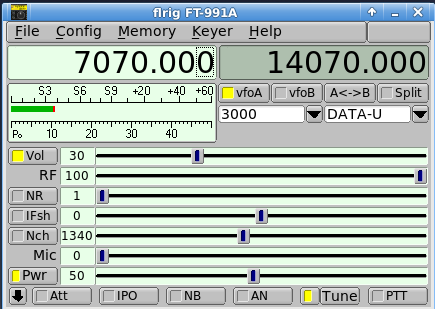 flrig FT-991A
File Config Memory Keyer Help
7070.000 14070.000
S3 S6 S9 +20 +40 +60
Po 10 20 30 40
vfoA vfoB A<->B Split
3000 DATA-U
Vol 30
RF 100
NR 1
IFsh 0
Nch 1340
Mic 0
Pwr 50
Att IPO NB AN Tune PTT